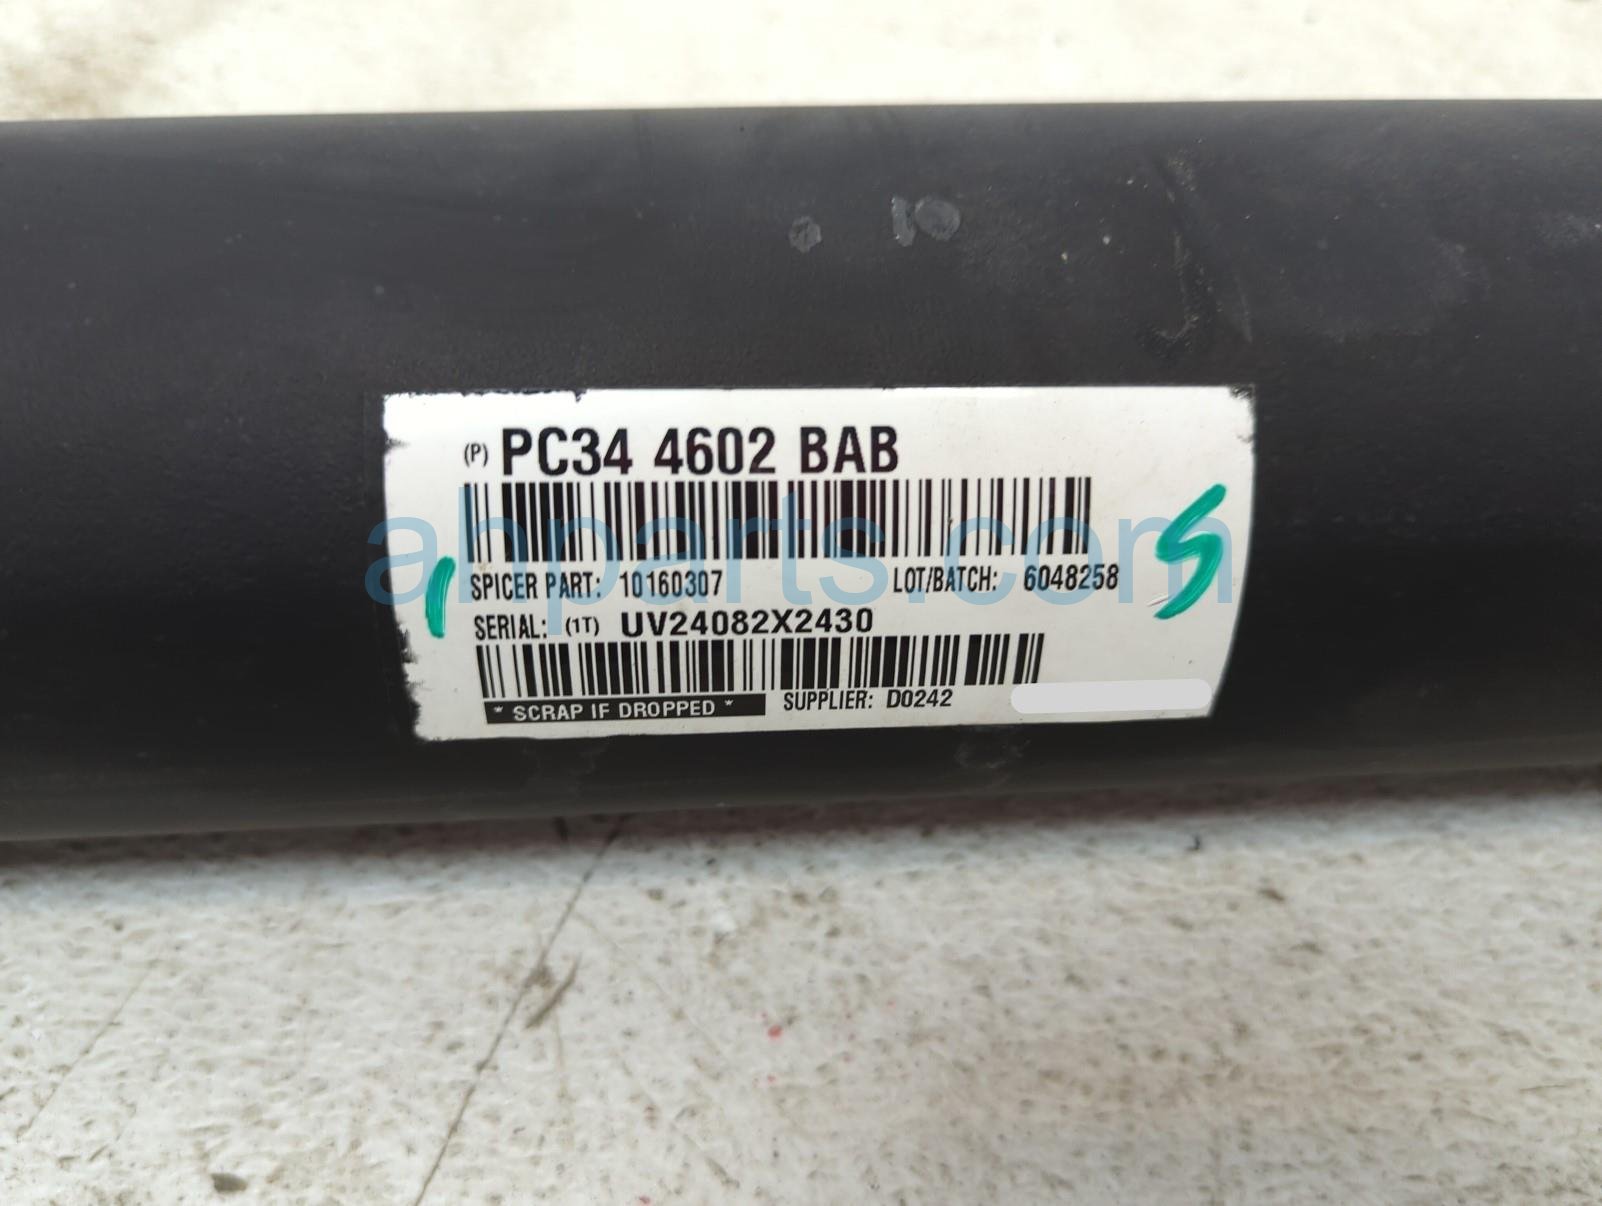 (P) PC34 4602 BAB
ahparts.com
SPICER PART: 10160307 LOT/BATCH: 6048258
SERIAL: (1T) UV24082X2430
* SCRAP IF DROPPED * SUPPLIER: D0242